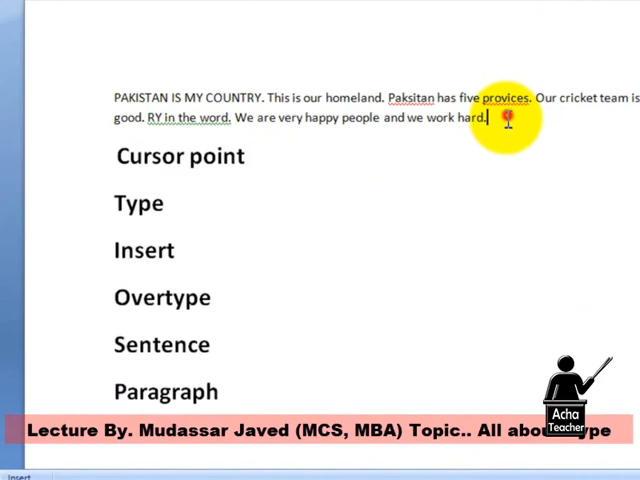 PAKISTAN IS MY COUNTRY. This is our homeland. Paksitan has five provices. Our cricket team is
good. RY in the word. We are very happy people and we work hard.
Cursor point
Type
Insert
Overtype
Sentence
Paragraph
Acha
Teacher
Lecture By. Mudassar Javed (MCS, MBA) Topic.. All about Type
Insert